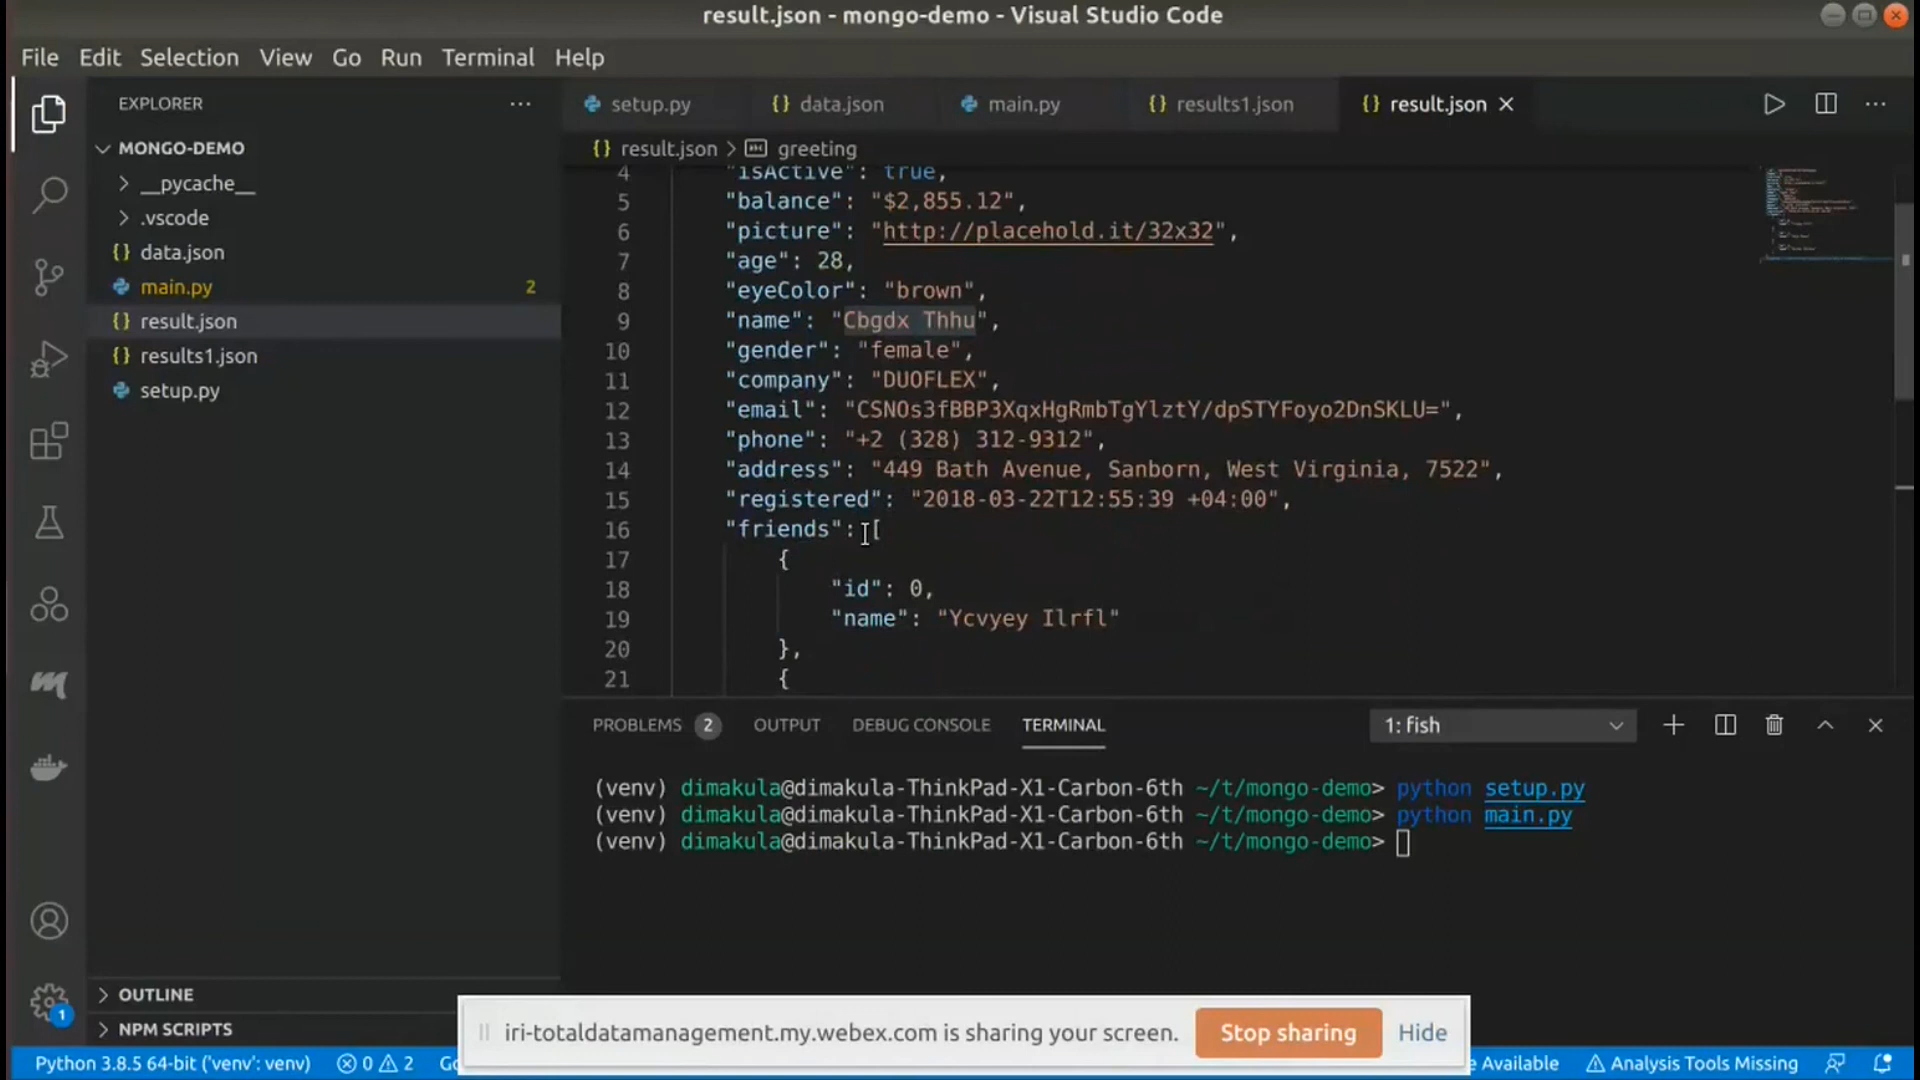 result.json - mongo-demo - Visual Studio Code
File Edit Selection View Go Run Terminal Help
EXPLORER ···
MONGO-DEMO
__pycache__
.vscode
{} data.json
main.py 2
{} result.json
{} results1.json
setup.py
OUTLINE
NPM SCRIPTS
setup.py {} data.json main.py {} results1.json {} result.json
{} result.json > greeting
4 "isActive": true,
5 "balance": "$2,855.12",
6 "picture": "http://placehold.it/32x32",
7 "age": 28,
8 "eyeColor": "brown",
9 "name": "Cbgdx Thhu",
10 "gender": "female",
11 "company": "DUOFLEX",
12 "email": "CSNOs3fBBP3XqxHgRmbTgYlztY/dpSTYFoyo2DnSKLU=",
13 "phone": "+2 (328) 312-9312",
14 "address": "449 Bath Avenue, Sanborn, West Virginia, 7522",
15 "registered": "2018-03-22T12:55:39 +04:00",
16 "friends": [
17 {
18 "id": 0,
19 "name": "Ycvyey Ilrfl"
20 },
21 {
PROBLEMS 2 OUTPUT DEBUG CONSOLE TERMINAL 1: fish
(venv) dimakula@dimakula-ThinkPad-X1-Carbon-6th ~/t/mongo-demo> python setup.py
(venv) dimakula@dimakula-ThinkPad-X1-Carbon-6th ~/t/mongo-demo> python main.py
(venv) dimakula@dimakula-ThinkPad-X1-Carbon-6th ~/t/mongo-demo>
iri-totaldatamanagement.my.webex.com is sharing your screen. Stop sharing Hide
1
Python 3.8.5 64-bit ('venv': venv) 0 2 Go e Available Analysis Tools Missing